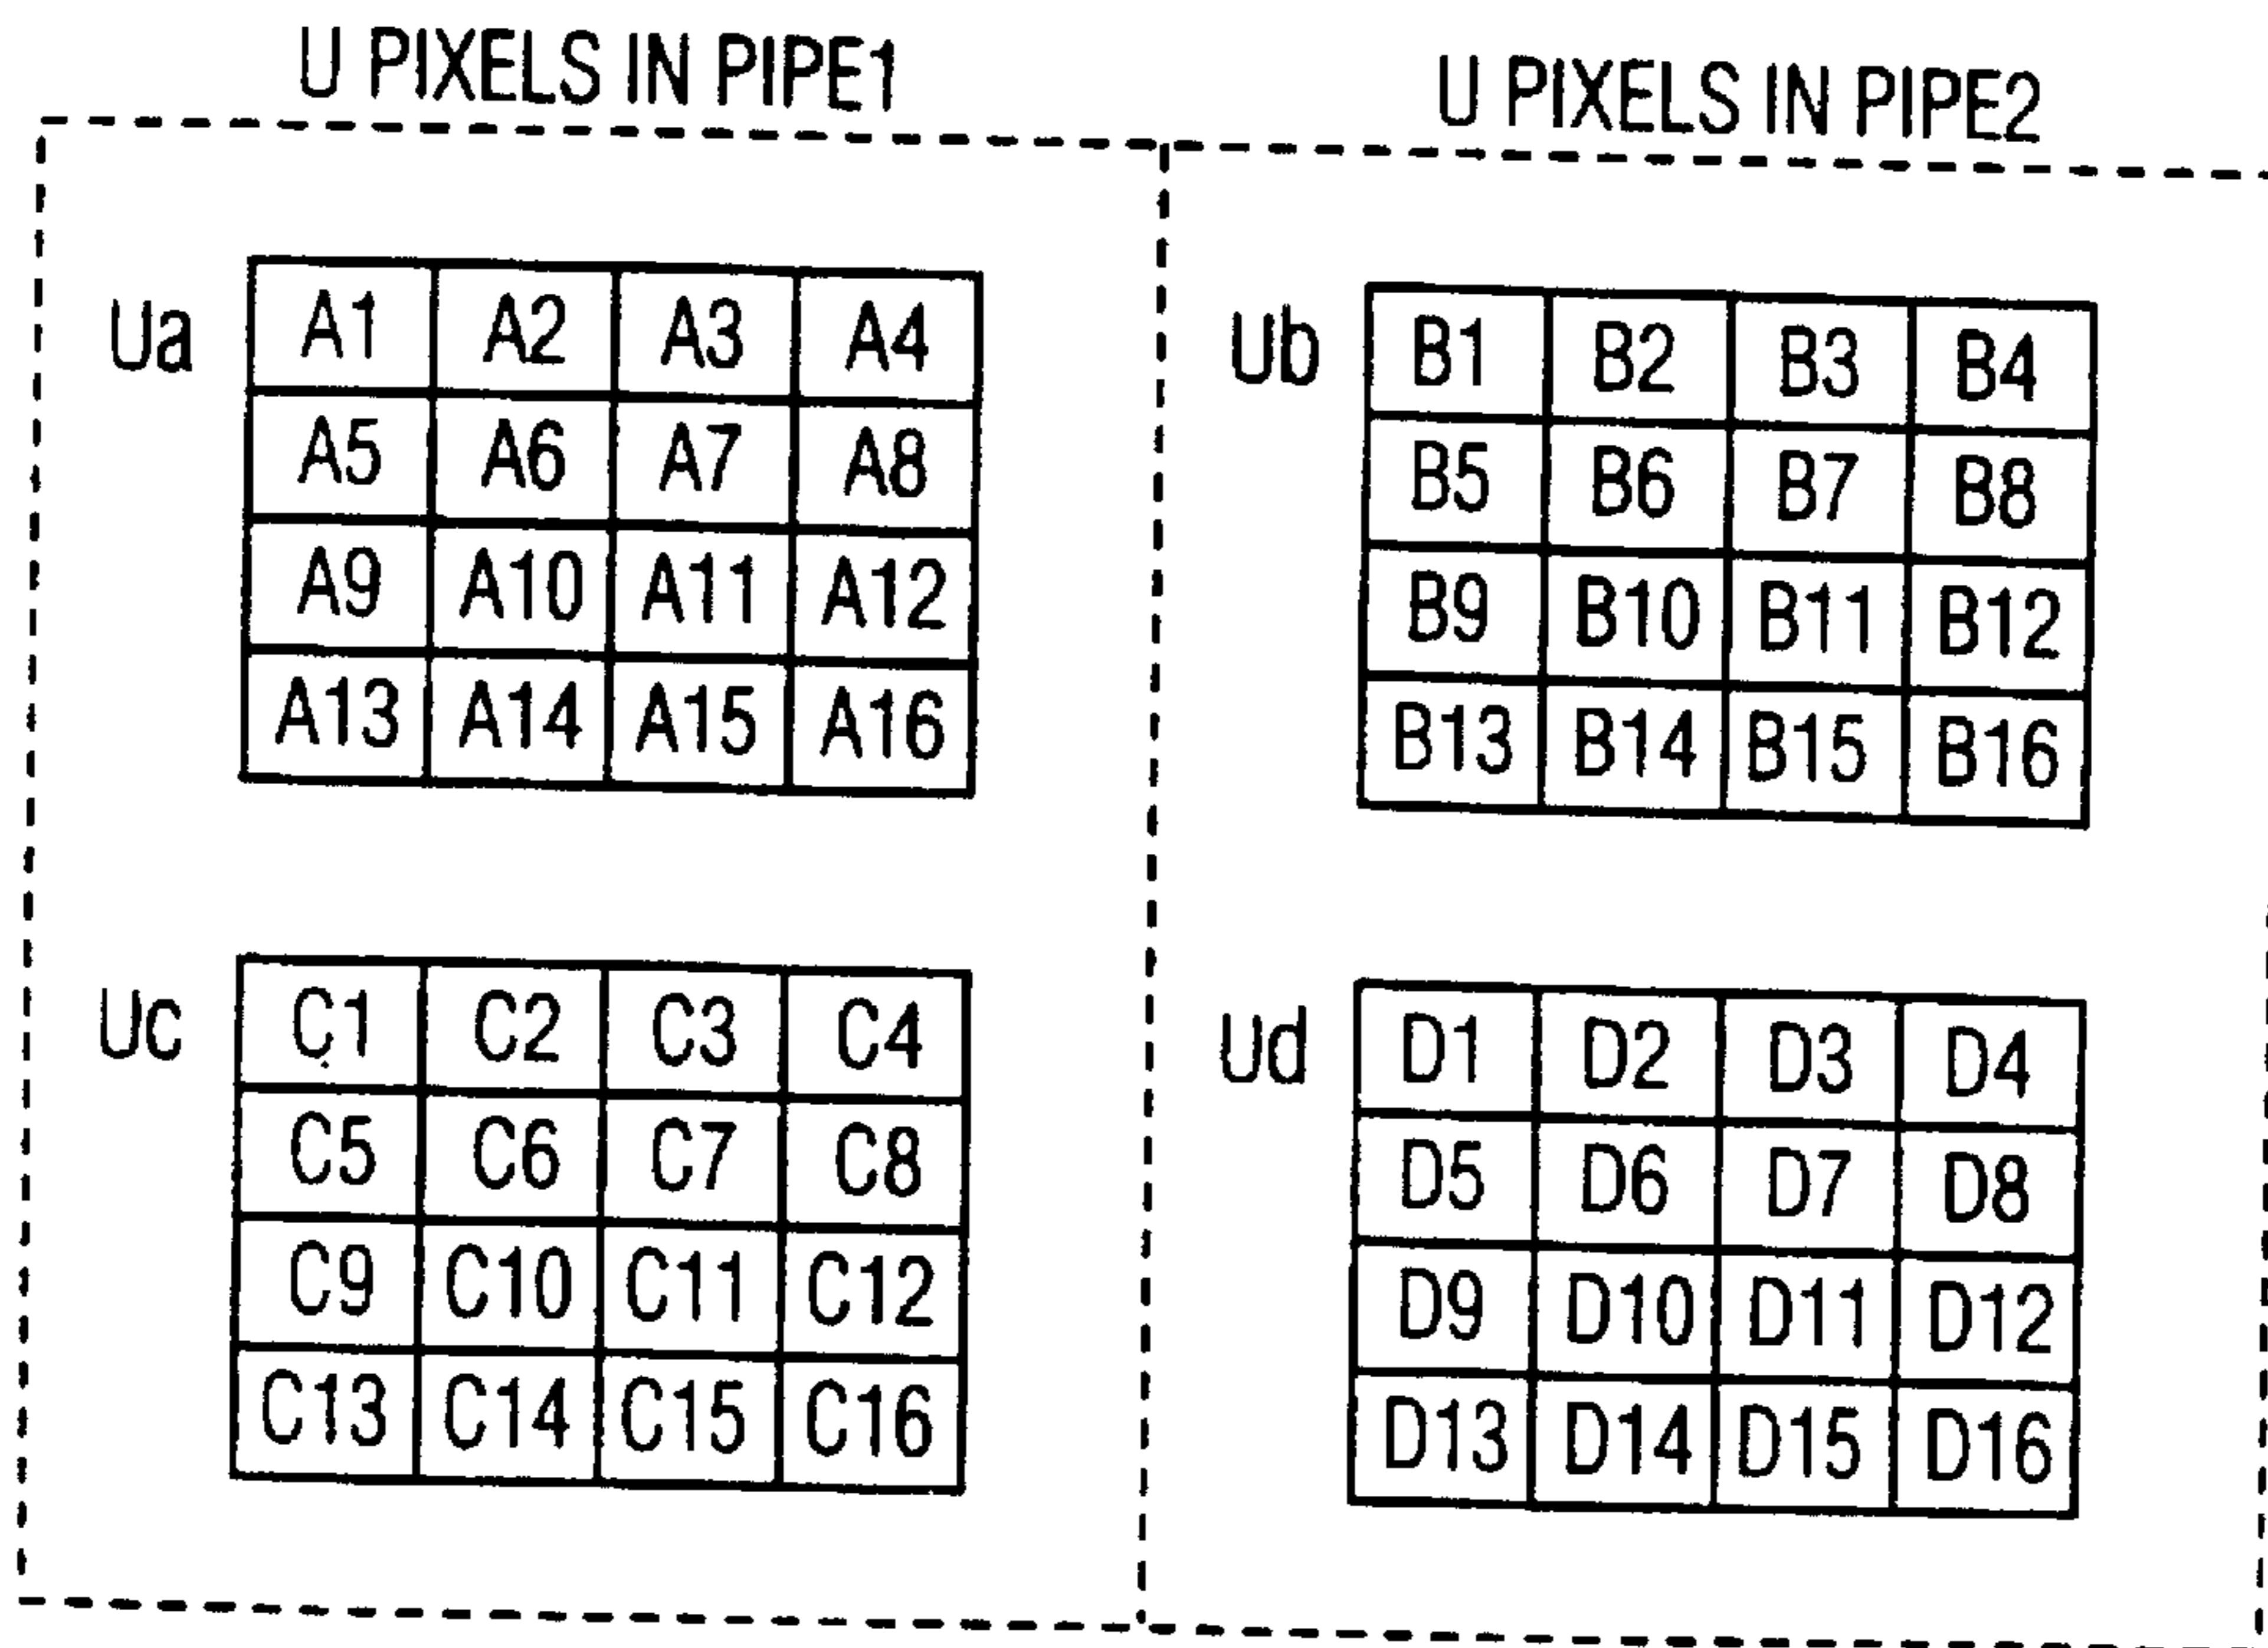 U PIXELS IN PIPE1
Ua
A1 A2 A3 A4
A5 A6 A7 A8
A9 A10 A11 A12
A13 A14 A15 A16
Uc
C1 C2 C3 C4
C5 C6 C7 C8
C9 C10 C11 C12
C13 C14 C15 C16
U PIXELS IN PIPE2
Ub
B1 B2 B3 B4
B5 B6 B7 B8
B9 B10 B11 B12
B13 B14 B15 B16
Ud
D1 D2 D3 D4
D5 D6 D7 D8
D9 D10 D11 D12
D13 D14 D15 D16